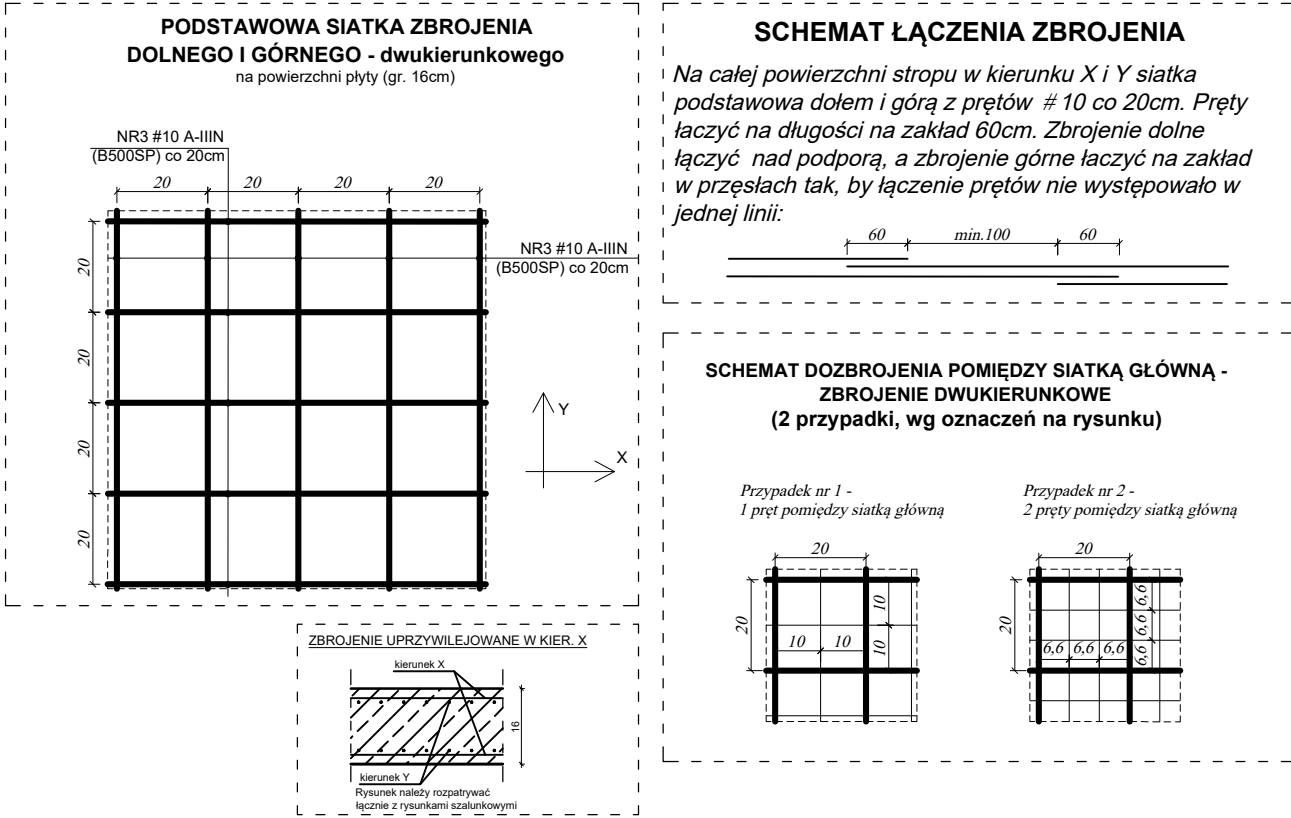 PODSTAWOWA SIATKA ZBROJENIA
DOLNEGO I GÓRNEGO - dwukierunkowego
na powierzchni płyty (gr. 16cm)
NR3 #10 A-IIIN
(B500SP) co 20cm
20 20 20 20
NR3 #10 A-IIIN
(B500SP) co 20cm
20
20
20
20
Y
X
ZBROJENIE UPRZYWILEJOWANE W KIER. X
kierunek X
16
kierunek Y
Rysunek należy rozpatrywać
łącznie z rysunkami szalunkowymi
SCHEMAT ŁĄCZENIA ZBROJENIA
Na całej powierzchni stropu w kierunku X i Y siatka
podstawowa dołem i górą z prętów # 10 co 20cm. Pręty
łaczyć na długości na zakład 60cm. Zbrojenie dolne
łączyć nad podporą, a zbrojenie górne łaczyć na zakład
w przęsłach tak, by łączenie prętów nie występowało w
jednej linii:
60 min.100 60
SCHEMAT DOZBROJENIA POMIĘDZY SIATKĄ GŁÓWNĄ -
ZBROJENIE DWUKIERUNKOWE
(2 przypadki, wg oznaczeń na rysunku)
Przypadek nr 1 -
1 pręt pomiędzy siatką główną
20
20
10 10
10
10
Przypadek nr 2 -
2 pręty pomiędzy siatką główną
20
20
6,6 6,6 6,6
6,6
6,6
6,6